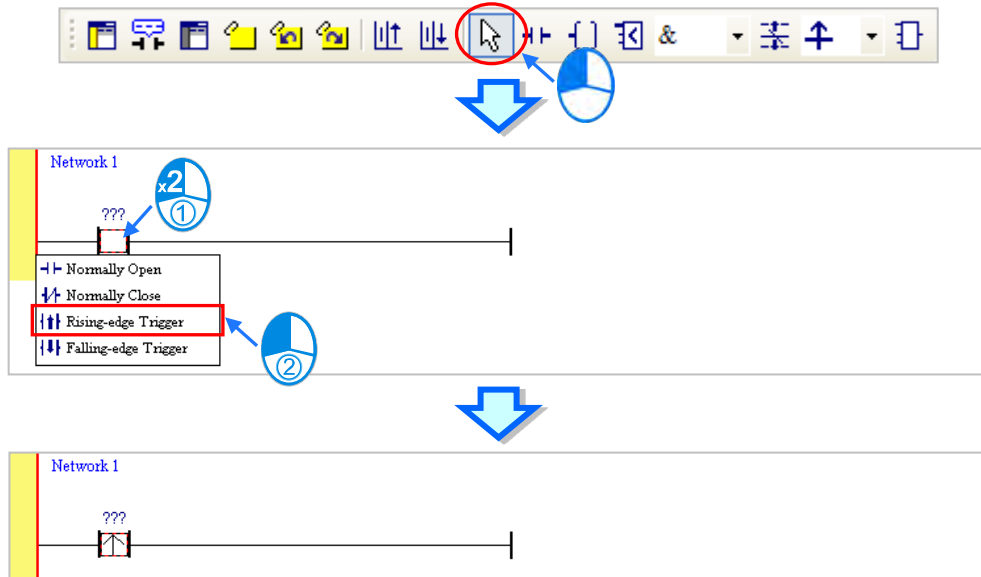 &
Network 1
x2
①
???
Normally Open
Normally Close
Rising-edge Trigger
Falling-edge Trigger
②
Network 1
???